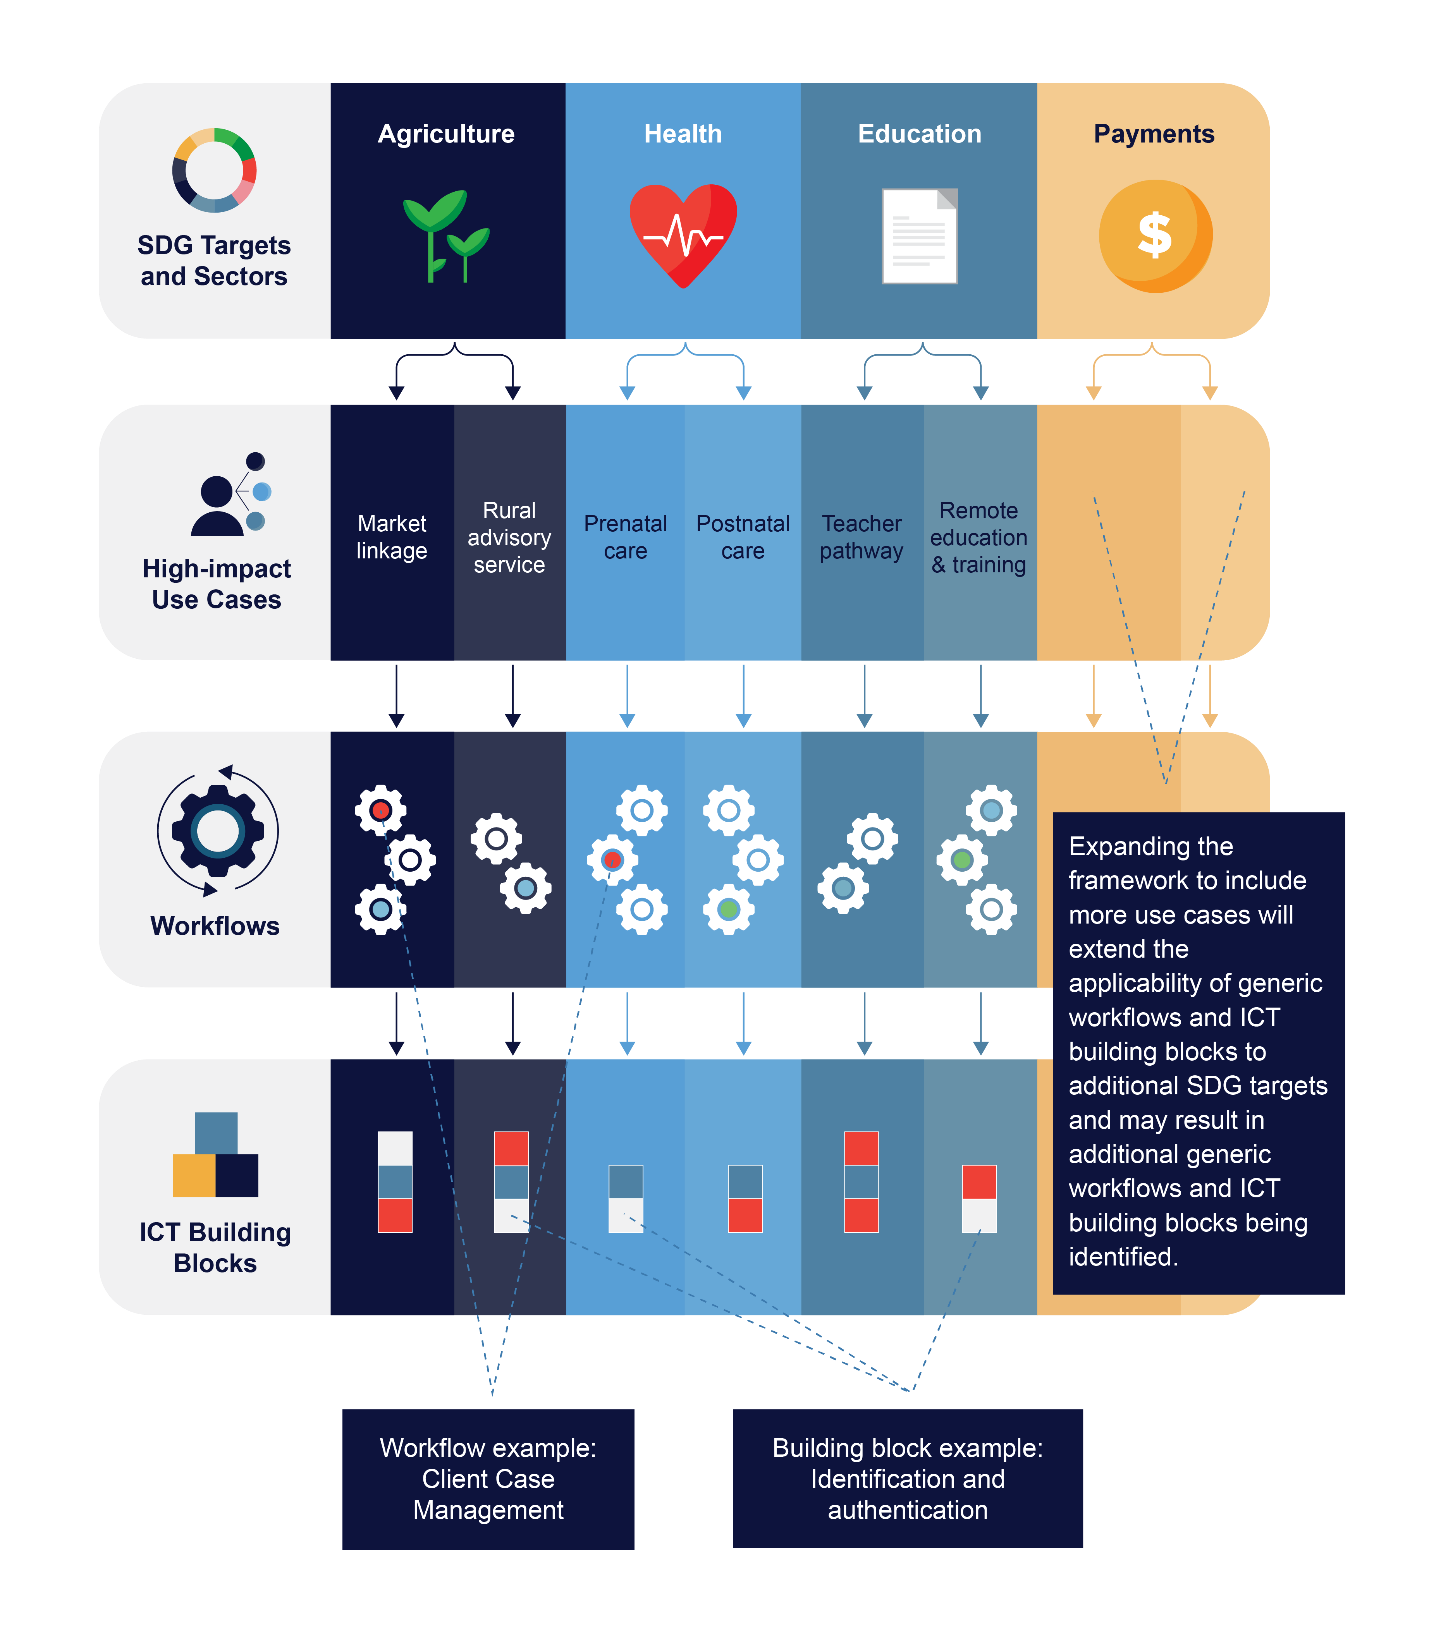 SDG Targets
and Sectors
Agriculture
Health
Education
Payments
$
High-impact
Use Cases
Market
linkage
Rural
advisory
service
Prenatal
care
Postnatal
care
Teacher
pathway
Remote
education
& training
Workflows
Expanding the
framework to include
more use cases will
extend the
applicability of generic
workflows and ICT
building blocks to
additional SDG targets
and may result in
additional generic
workflows and ICT
building blocks being
identified.
ICT Building
Blocks
Workflow example:
Client Case
Management
Building block example:
Identification and
authentication